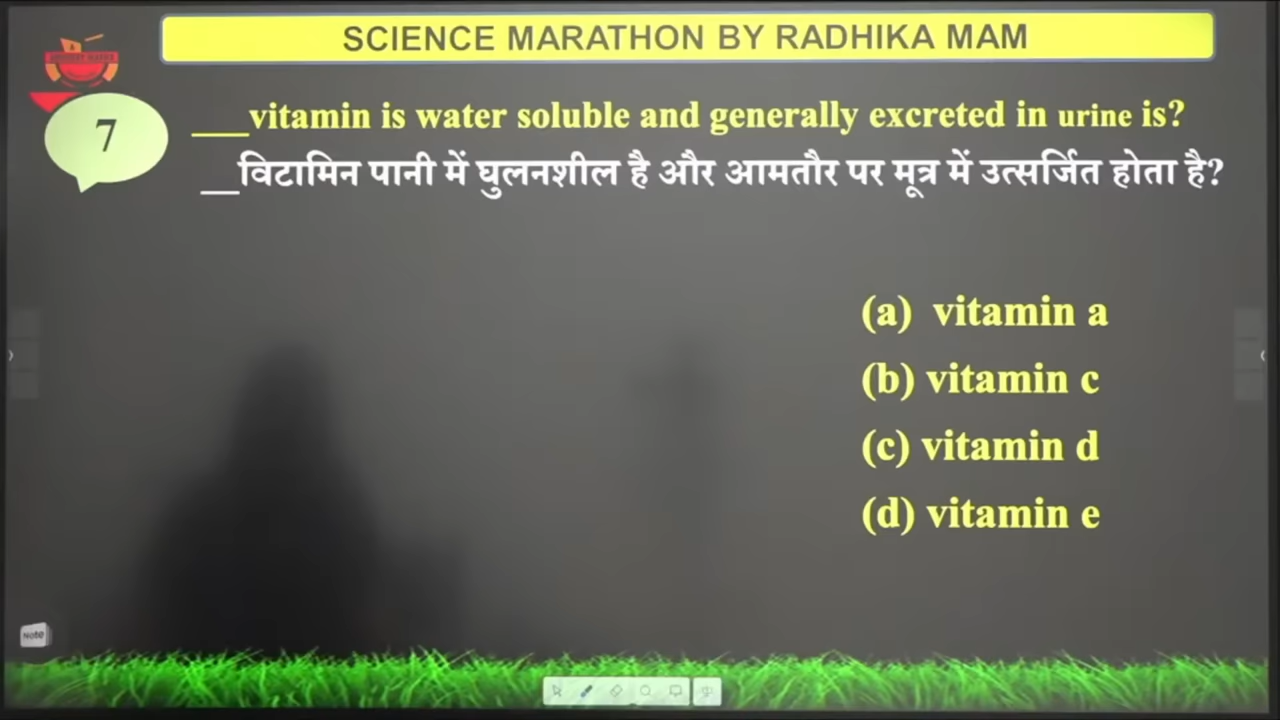 SCIENCE MARATHON BY RADHIKA MAM
7
___vitamin is water soluble and generally excreted in urine is?
__विटामिन पानी में घुलनशील है और आमतौर पर मूत्र में उत्सर्जित होता है?
(a) vitamin a
(b) vitamin c
(c) vitamin d
(d) vitamin e
Note